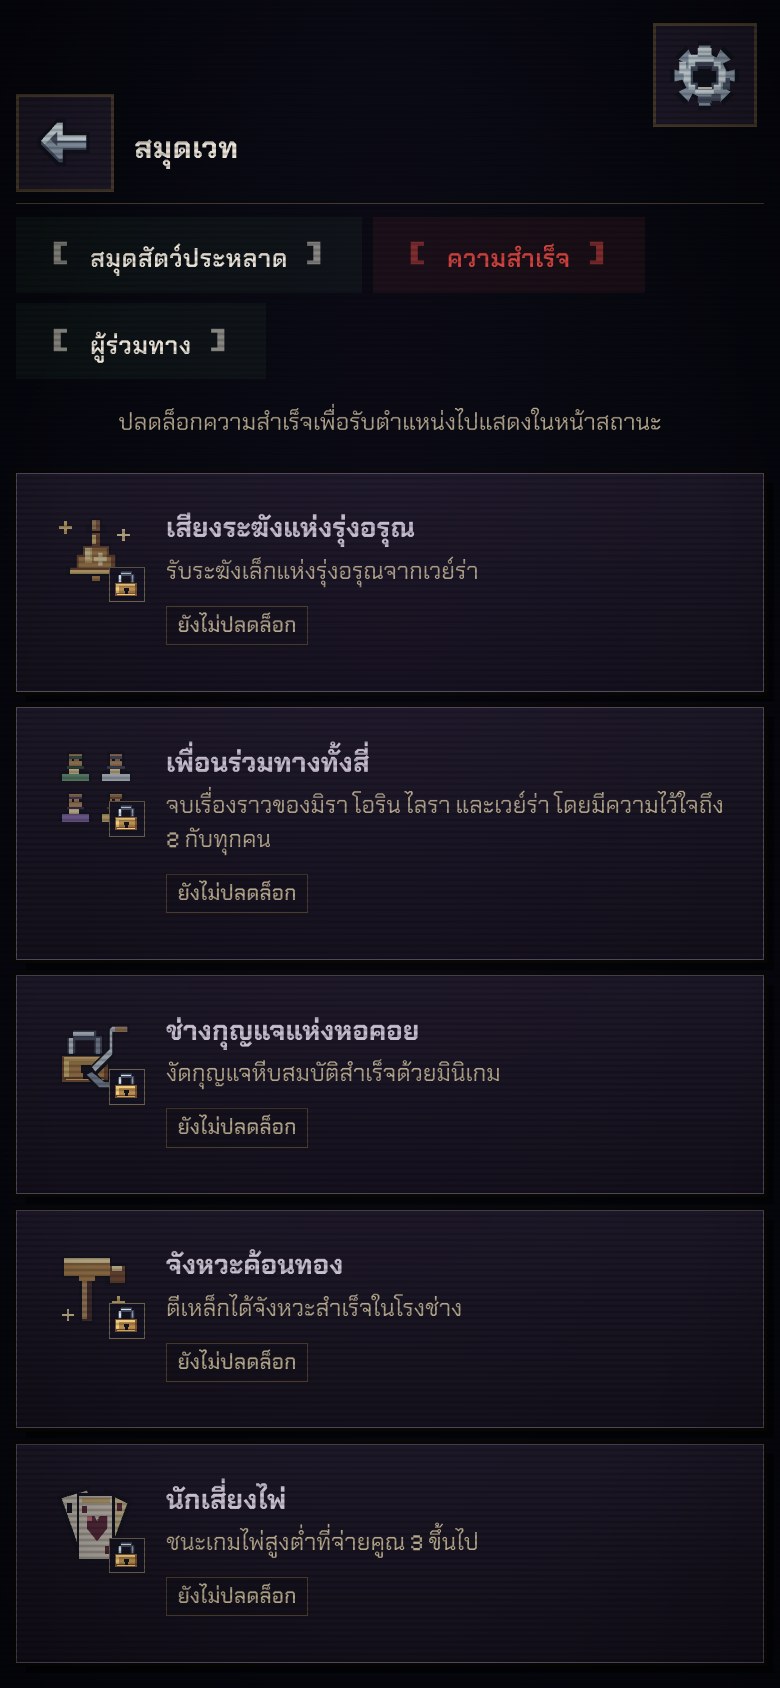 สมุดเวท
[ สมุดสัตว์ประหลาด ] [ ความสำเร็จ ]
[ ผู้ร่วมทาง ]
ปลดล็อกความสำเร็จเพื่อรับตำแหน่งไปแสดงในหน้าสถานะ
เสียงระฆังแห่งรุ่งอรุณ
รับระฆังเล็กแห่งรุ่งอรุณจากเวย์ร่า
ยังไม่ปลดล็อก
เพื่อนร่วมทางทั้งสี่
จบเรื่องราวของมิรา โอริน ไลรา และเวย์ร่า โดยมีความไว้ใจถึง
2 กับทุกคน
ยังไม่ปลดล็อก
ช่างกุญแจแห่งหอคอย
งัดกุญแจหีบสมบัติสำเร็จด้วยมินิเกม
ยังไม่ปลดล็อก
จังหวะค้อนทอง
ตีเหล็กได้จังหวะสำเร็จในโรงช่าง
ยังไม่ปลดล็อก
นักเสี่ยงไพ่
ชนะเกมไพ่สูงต่ำที่จ่ายคูณ 3 ขึ้นไป
ยังไม่ปลดล็อก